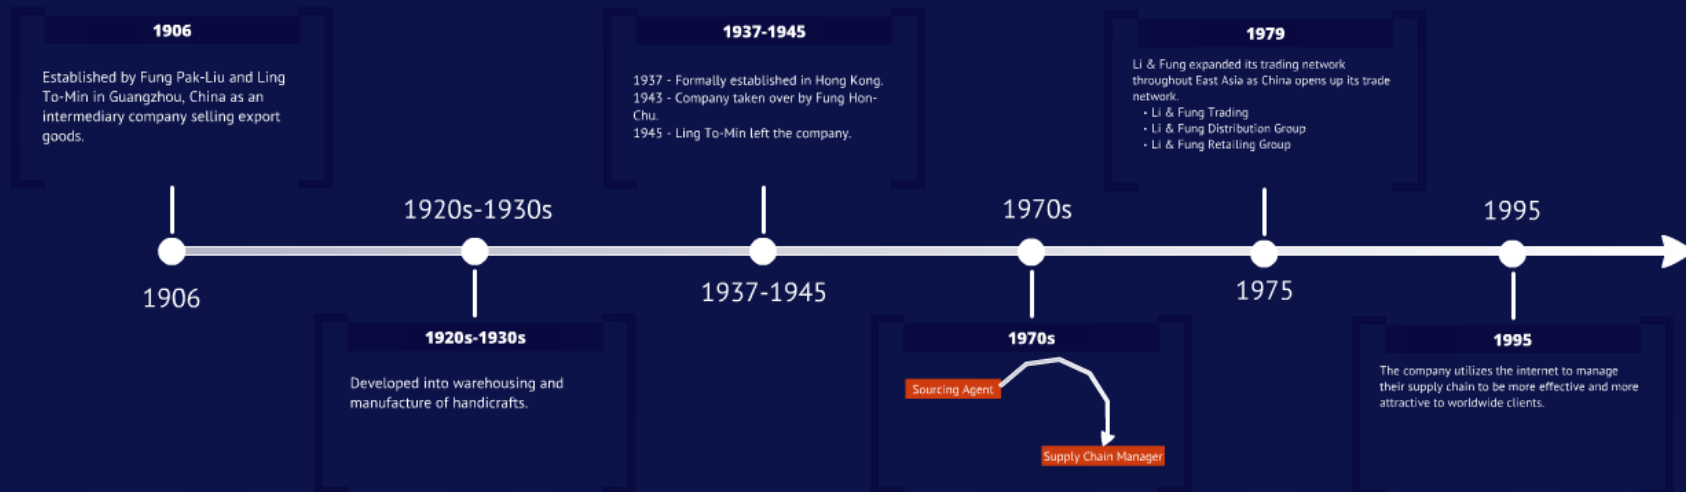 1906
Established by Fung Pak-Liu and Ling
To-Min in Guangzhou, China as an
intermediary company selling export
goods.
1937-1945
1937 - Formally established in Hong Kong.
1943 - Company taken over by Fung Hon-
Chu.
1945 - Ling To-Min left the company.
1979
Li & Fung expanded its trading network
throughout East Asia as China opens up its trade
network.
• Li & Fung Trading
• Li & Fung Distribution Group
• Li & Fung Retailing Group
1920s-1930s
1970s
1995
1906
1937-1945
1975
1920s-1930s
Developed into warehousing and
manufacture of handicrafts.
1970s
Sourcing Agent
Supply Chain Manager
1995
The company utilizes the internet to manage
their supply chain to be more effective and more
attractive to worldwide clients.